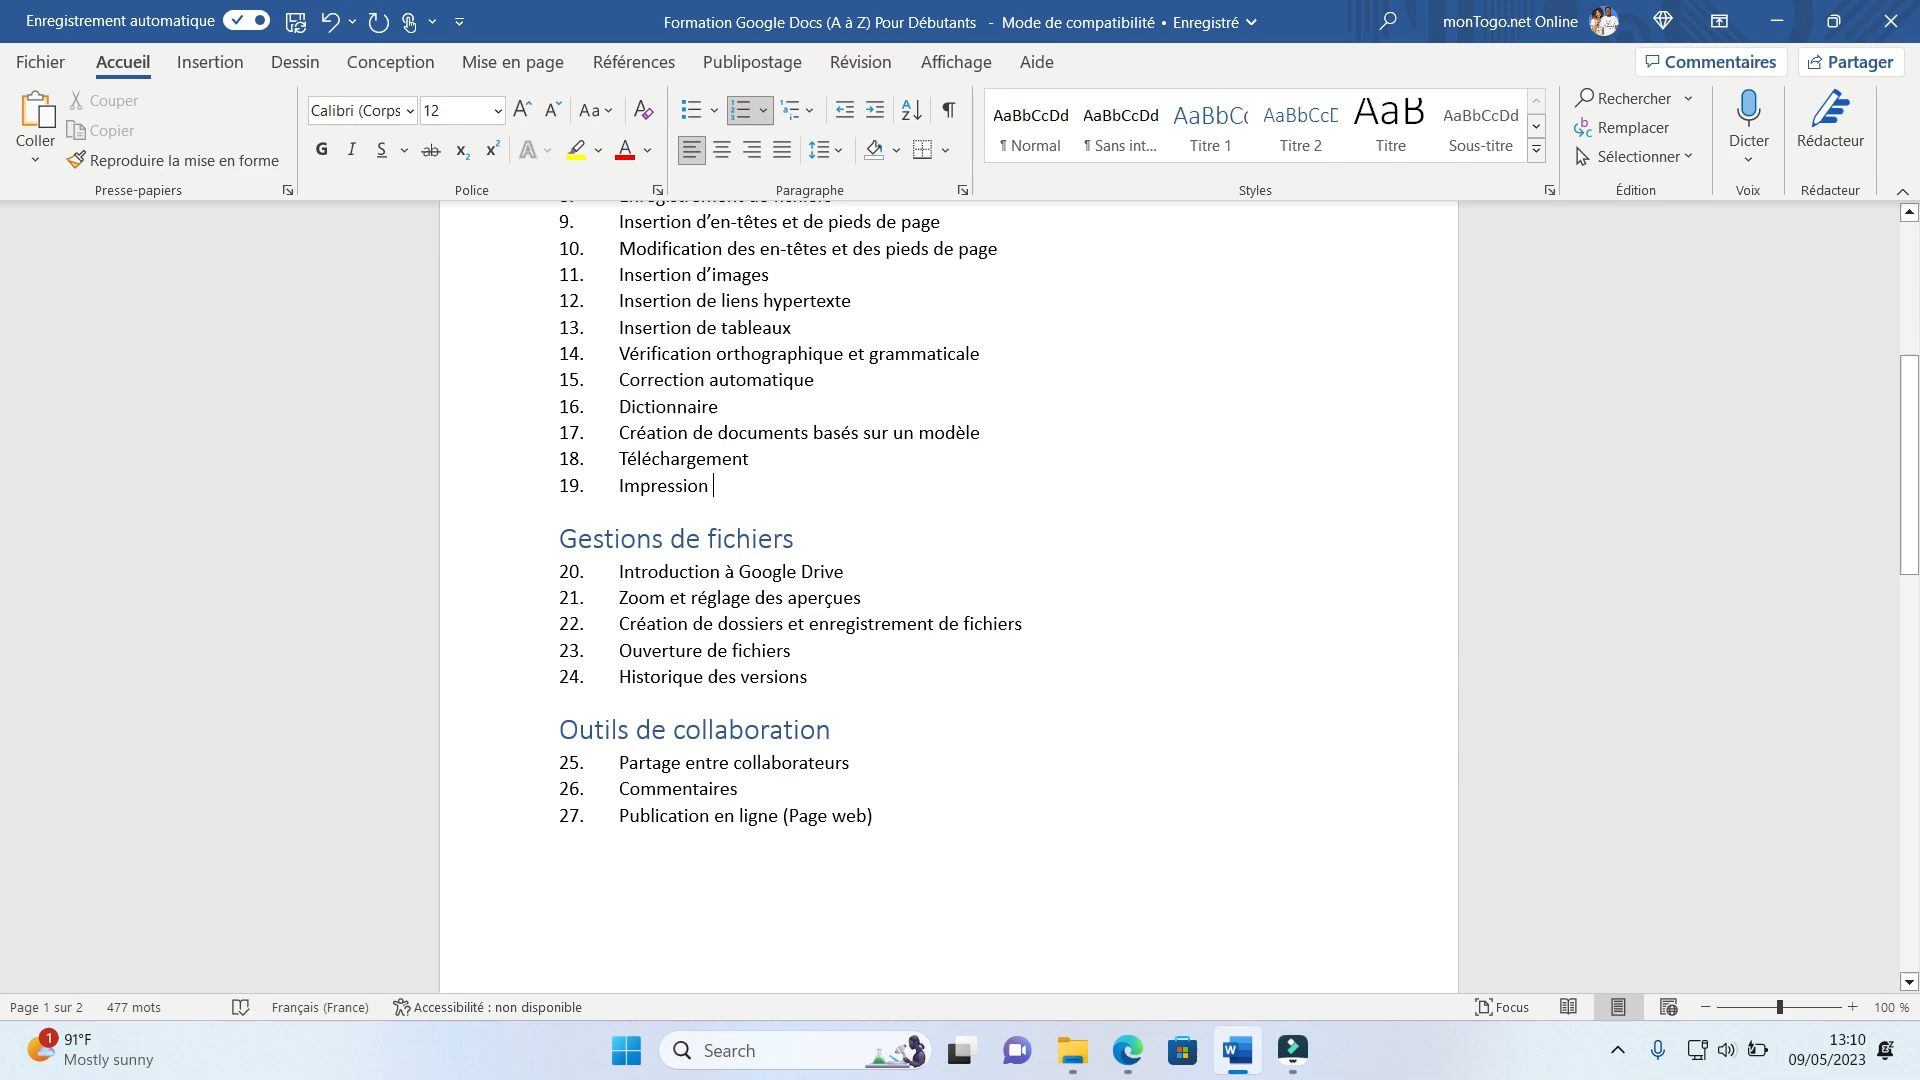 Enregistrement automatique
Formation Google Docs (A à Z) Pour Débutants - Mode de compatibilité • Enregistré
monTogo.net Online
Fichier Accueil Insertion Dessin Conception Mise en page Références Publipostage Révision Affichage Aide
Commentaires Partager
Coller
Couper
Copier
Reproduire la mise en forme
Presse-papiers
Calibri (Corps 12
Aa
G I S ab x₂ x² A A
Police
Paragraphe
AaBbCcDd AaBbCcDd AaBbC AaBbCcD AaB AaBbCcDd
¶ Normal ¶ Sans int... Titre 1 Titre 2 Titre Sous-titre
Styles
Rechercher
Remplacer
Sélectionner
Édition
Dicter
Voix
Rédacteur
Rédacteur
9. Insertion d’en-têtes et de pieds de page
10. Modification des en-têtes et des pieds de page
11. Insertion d’images
12. Insertion de liens hypertexte
13. Insertion de tableaux
14. Vérification orthographique et grammaticale
15. Correction automatique
16. Dictionnaire
17. Création de documents basés sur un modèle
18. Téléchargement
19. Impression
Gestions de fichiers
20. Introduction à Google Drive
21. Zoom et réglage des aperçues
22. Création de dossiers et enregistrement de fichiers
23. Ouverture de fichiers
24. Historique des versions
Outils de collaboration
25. Partage entre collaborateurs
26. Commentaires
27. Publication en ligne (Page web)
Page 1 sur 2 477 mots Français (France) Accessibilité : non disponible
Focus 100 %
1
91°F
Mostly sunny
Search
13:10
09/05/2023